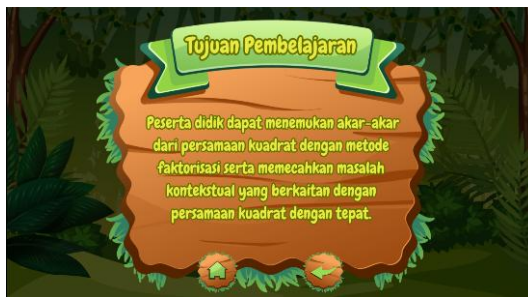 Tujuan Pembelajaran
Peserta didik dapat menemukan akar-akar
dari persamaan kuadrat dengan metode
faktorisasi serta memecahkan masalah
kontekstual yang berkaitan dengan
persamaan kuadrat dengan tepat.